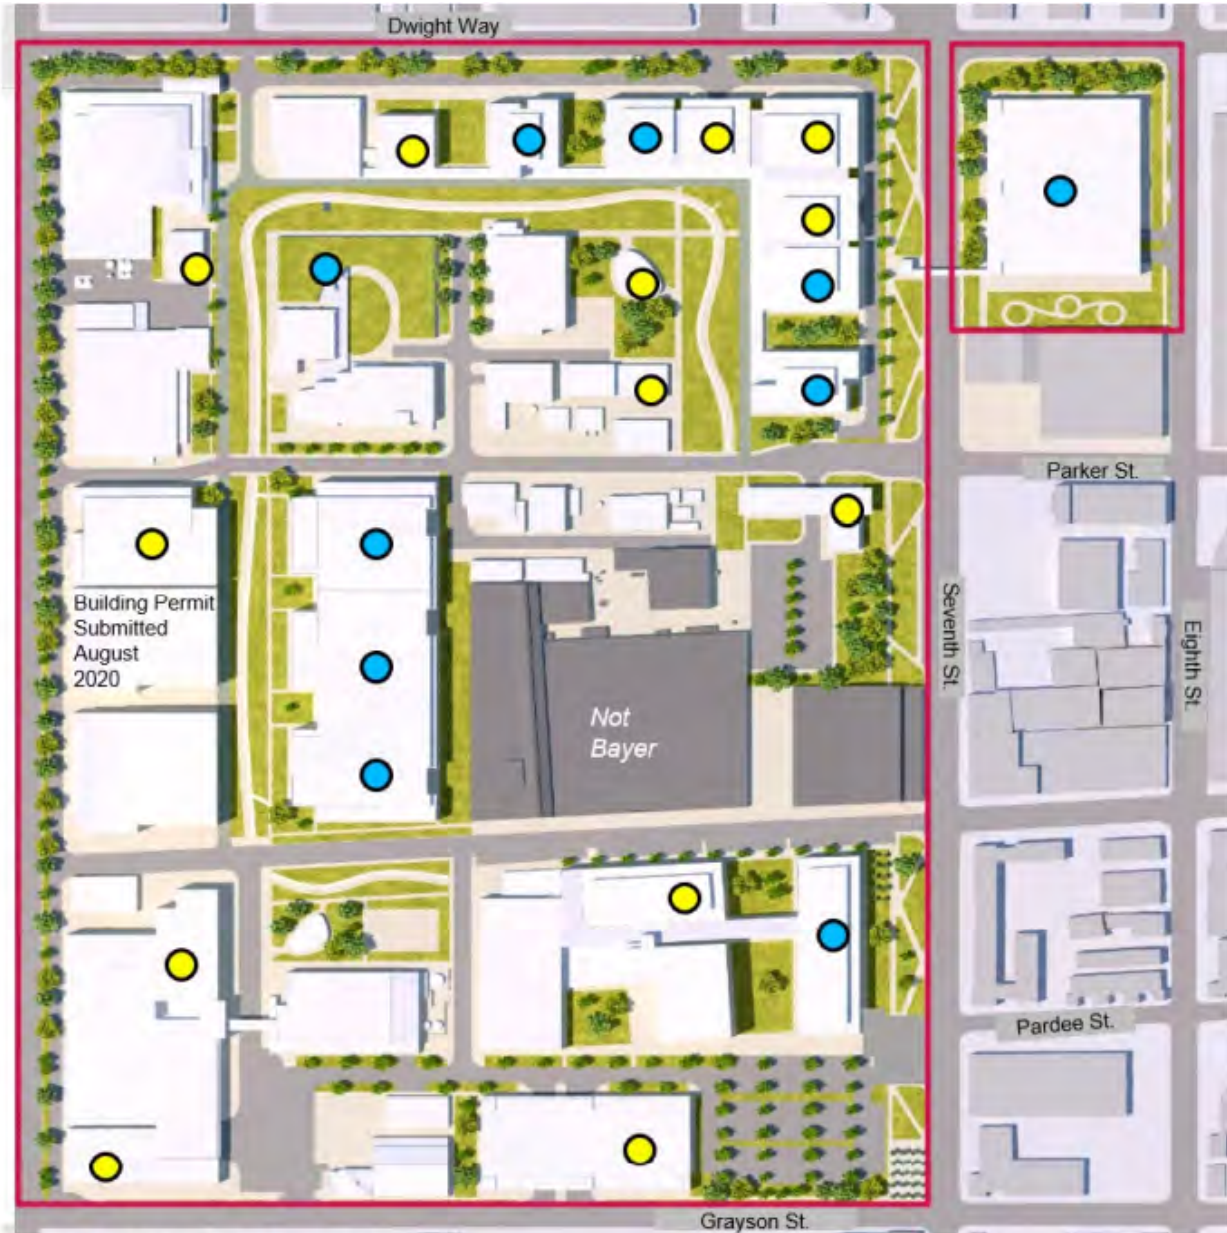 Dwight Way
Parker St.
Building Permit
Submitted
August
2020
Seventh St.
Eighth St.
Not
Bayer
Pardee St.
Grayson St.